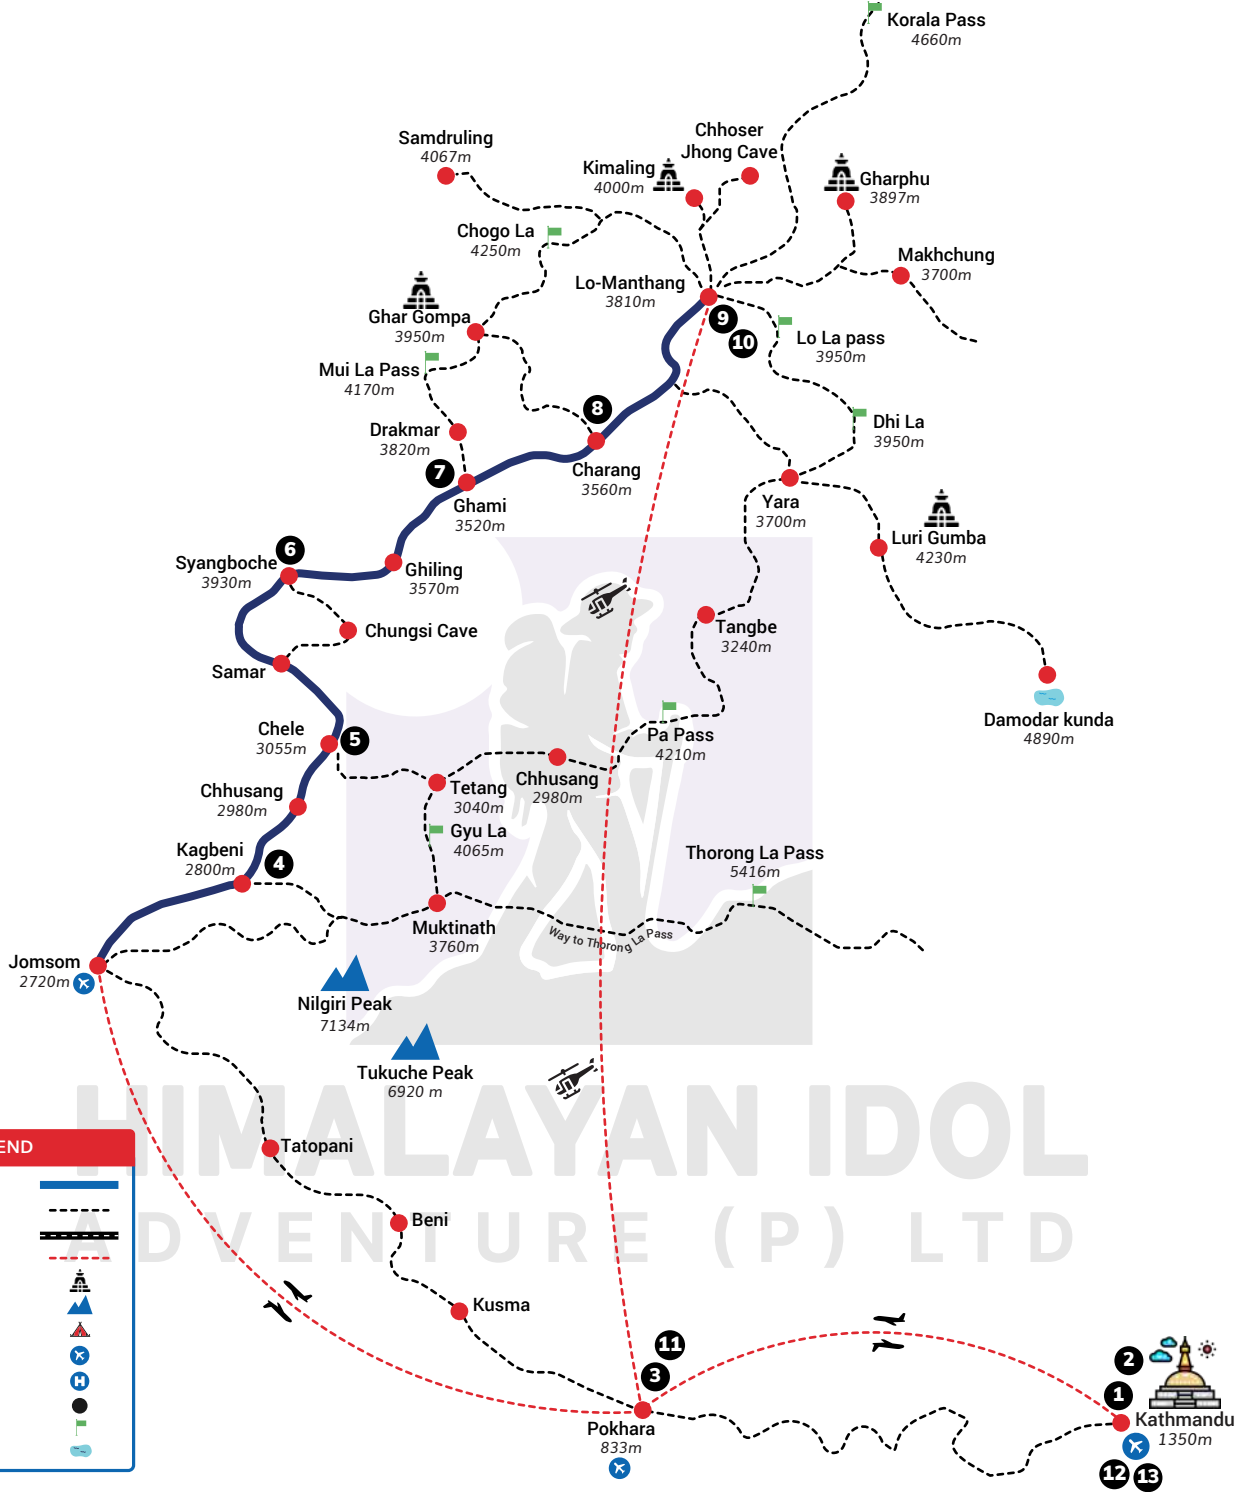 Korala Pass
4660m
Samdruling
4067m
Chhoser
Jhong Cave
Kimaling
4000m
Gharphu
3897m
Chogo La
4250m
Makhchung
3700m
Lo-Manthang
3810m
Ghar Gompa
3950m
9
10
Lo La pass
3950m
Mui La Pass
4170m
8
Dhi La
3950m
Drakmar
3820m
7
Charang
3560m
Ghami
3520m
Yara
3700m
6
Syangboche
3930m
Ghiling
3570m
Luri Gumba
4230m
Chungsi Cave
Tangbe
3240m
Samar
Damodar kunda
4890m
Chele
3055m
5
Pa Pass
4210m
Chhusang
2980m
Tetang
3040m
Chhusang
2980m
Gyu La
4065m
Kagbeni
2800m
4
Thorong La Pass
5416m
Muktinath
3760m
Way to Thorong La Pass
Jomsom
2720m
Nilgiri Peak
7134m
Tukuche Peak
6920 m
HIMALAYAN IDOL
ADVENTURE (P) LTD
END
H
Tatopani
Beni
Kusma
11
3
Pokhara
833m
2
1
Kathmandu
1350m
12
13